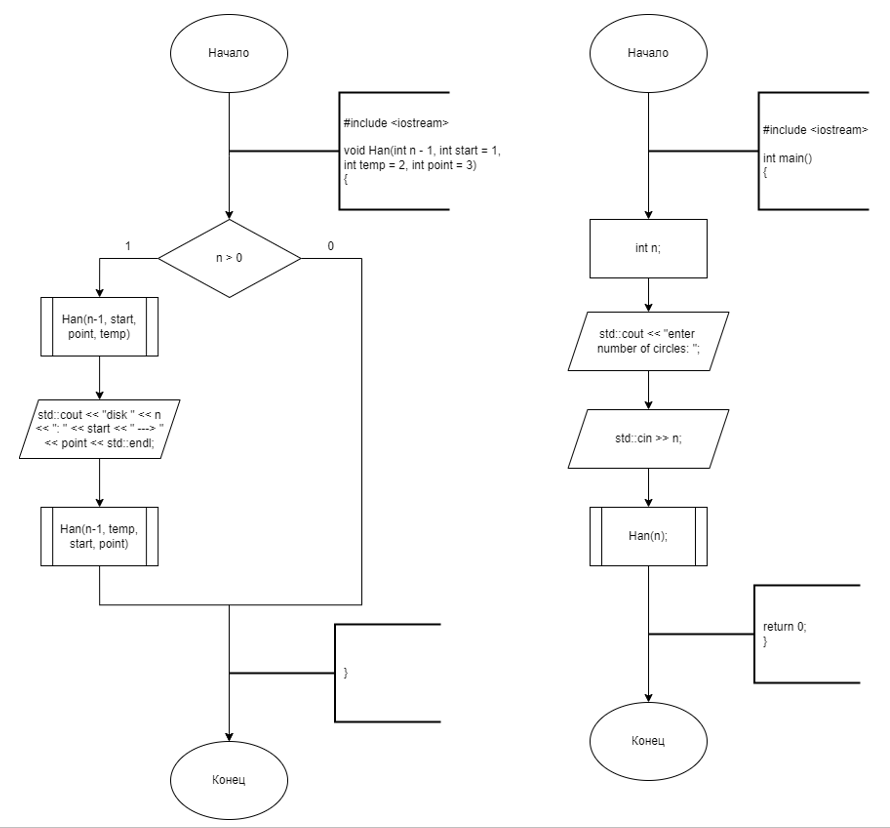 Начало
#include <iostream>
void Han(int n - 1, int start = 1,
int temp = 2, int point = 3)
{
n > 0
1
0
Han(n-1, start,
point, temp)
std::cout << "disk " << n
<< ": " << start << " ---> "
<< point << std::endl;
Han(n-1, temp,
start, point)
}
Конец
Начало
#include <iostream>
int main()
{
int n;
std::cout << "enter
number of circles: ";
std::cin >> n;
Han(n);
return 0;
}
Конец